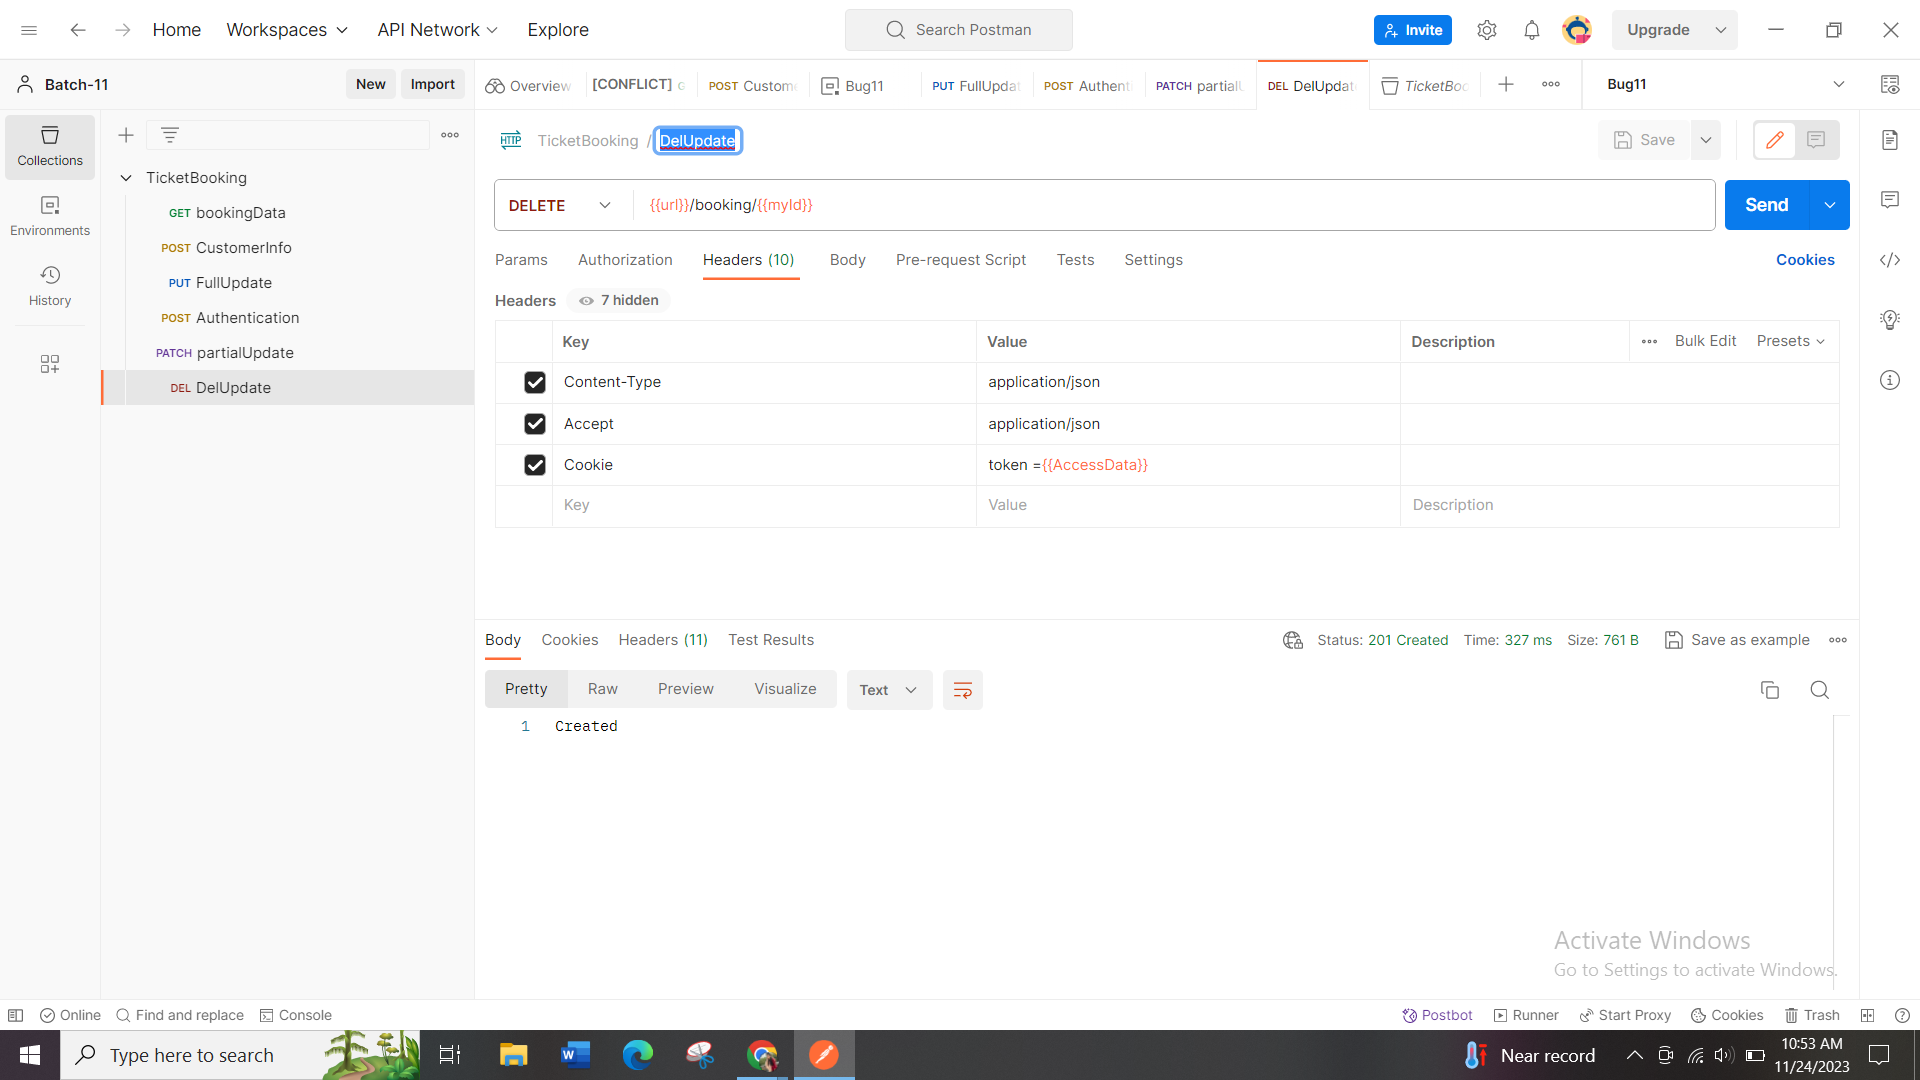 Home Workspaces API Network Explore Search Postman Invite Upgrade
Batch-11 New Import Overview [CONFLICT] POST Custom Bug11 PUT FullUpdat POST Authent PATCH partialU DEL DelUpdat TicketBoo Bug11
Collections
Environments
History
TicketBooking
GET bookingData
POST CustomerInfo
PUT FullUpdate
POST Authentication
PATCH partialUpdate
DEL DelUpdate
HTTP TicketBooking / DelUpdate Save
DELETE {{url}}/booking/{{myId}} Send
Params Authorization Headers (10) Body Pre-request Script Tests Settings Cookies
Headers 7 hidden
Key Value Description Bulk Edit Presets
Content-Type application/json
Accept application/json
Cookie token ={{AccessData}}
Key Value Description
Body Cookies Headers (11) Test Results Status: 201 Created Time: 327 ms Size: 761 B Save as example
Pretty Raw Preview Visualize Text
1 Created
Activate Windows
Go to Settings to activate Windows.
Online Find and replace Console Postbot Runner Start Proxy Cookies Trash
Type here to search Near record 10:53 AM
11/24/2023